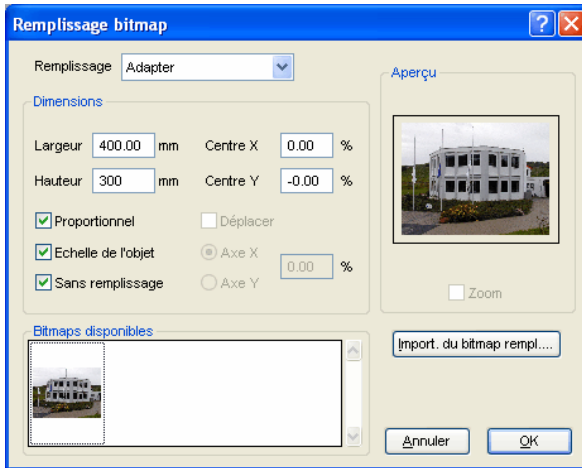 Remplissage bitmap
Remplissage Adapter
Aperçu
Dimensions
Largeur 400.00 mm Centre X 0.00 %
Hauteur 300 mm Centre Y -0.00 %
Proportionnel Déplacer
Echelle de l'objet Axe X 0.00 %
Sans remplissage Axe Y
Zoom
Bitmaps disponibles
Import. du bitmap rempl....
Annuler OK